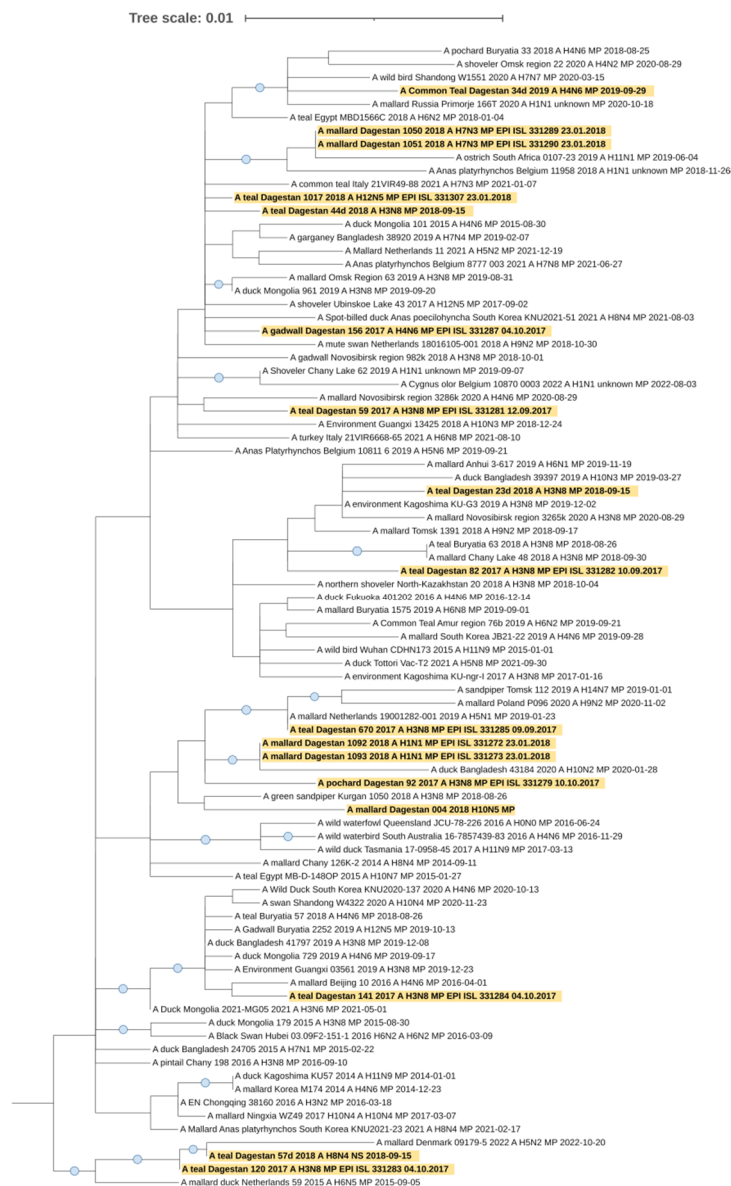 Tree scale: 0.01
A pochard Buryatia 33 2018 A H4N6 MP 2018-08-25
A shoveler Omsk region 22 2020 A H4N2 MP 2020-08-29
A wild bird Shandong W1551 2020 A H7N7 MP 2020-03-15
A Common Teal Dagestan 34d 2019 A H4N6 MP 2019-09-29
A mallard Russia Primorje 166T 2020 A H1N1 unknown MP 2020-10-18
A teal Egypt MBD1566C 2018 A H6N2 MP 2018-01-04
A mallard Dagestan 1050 2018 A H7N3 MP EPI ISL 331289 23.01.2018
A mallard Dagestan 1051 2018 A H7N3 MP EPI ISL 331290 23.01.2018
A ostrich South Africa 0107-23 2019 A H11N1 MP 2019-06-04
A Anas platyrhynchos Belgium 11958 2018 A H1N1 unknown MP 2018-11-26
A common teal Italy 21VIR49-88 2021 A H7N3 MP 2021-01-07
A teal Dagestan 1017 2018 A H12N5 MP EPI ISL 331307 23.01.2018
A teal Dagestan 44d 2018 A H3N8 MP 2018-09-15
A duck Mongolia 101 2015 A H4N6 MP 2015-08-30
A garganey Bangladesh 38920 2019 A H7N4 MP 2019-02-07
A Mallard Netherlands 11 2021 A H5N2 MP 2021-12-19
A Anas platyrhynchos Belgium 8777 003 2021 A H7N8 MP 2021-06-27
A mallard Omsk Region 63 2019 A H3N8 MP 2019-08-31
A duck Mongolia 961 2019 A H3N8 MP 2019-09-20
A shoveler Ubinskoe Lake 43 2017 A H12N5 MP 2017-09-02
A Spot-billed duck Anas poecilohyncha South Korea KNU2021-51 2021 A H8N4 MP 2021-08-03
A gadwall Dagestan 156 2017 A H4N6 MP EPI ISL 331287 04.10.2017
A mute swan Netherlands 18016105-001 2018 A H9N2 MP 2018-10-30
A gadwall Novosibirsk region 982k 2018 A H3N8 MP 2018-10-01
A Shoveler Chany Lake 62 2019 A H1N1 unknown MP 2019-09-07
A Cygnus olor Belgium 10870 0003 2022 A H1N1 unknown MP 2022-08-03
A mallard Novosibirsk region 3286k 2020 A H4N6 MP 2020-08-29
A teal Dagestan 59 2017 A H3N8 MP EPI ISL 331281 12.09.2017
A Environment Guangxi 13425 2018 A H10N3 MP 2018-12-24
A turkey Italy 21VIR6668-65 2021 A H6N8 MP 2021-08-10
A Anas Platyrhynchos Belgium 10811 6 2019 A H5N6 MP 2019-09-21
A mallard Anhui 3-617 2019 A H6N1 MP 2019-11-19
A duck Bangladesh 39397 2019 A H10N3 MP 2019-03-27
A teal Dagestan 23d 2018 A H3N8 MP 2018-09-15
A environment Kagoshima KU-G3 2019 A H3N8 MP 2019-12-02
A mallard Novosibirsk region 3265k 2020 A H3N8 MP 2020-08-29
A mallard Tomsk 1391 2018 A H9N2 MP 2018-09-17
A teal Buryatia 63 2018 A H3N8 MP 2018-08-26
A mallard Chany Lake 48 2018 A H3N8 MP 2018-09-30
A teal Dagestan 82 2017 A H3N8 MP EPI ISL 331282 10.09.2017
A northern shoveler North-Kazakhstan 20 2018 A H3N8 MP 2018-10-04
A duck Fukuoka 401202 2016 A H4N6 MP 2016-12-14
A mallard Buryatia 1575 2019 A H6N8 MP 2019-09-01
A Common Teal Amur region 76b 2019 A H6N2 MP 2019-09-21
A mallard South Korea JB21-22 2019 A H4N6 MP 2019-09-28
A wild bird Wuhan CDHN173 2015 A H11N9 MP 2015-01-01
A duck Tottori Vac-T2 2021 A H5N8 MP 2021-09-30
A environment Kagoshima KU-ngr-I 2017 A H3N8 MP 2017-01-16
A sandpiper Tomsk 112 2019 A H14N7 MP 2019-01-01
A mallard Poland P096 2020 A H9N2 MP 2020-11-02
A mallard Netherlands 19001282-001 2019 A H5N1 MP 2019-01-23
A teal Dagestan 670 2017 A H3N8 MP EPI ISL 331285 09.09.2017
A mallard Dagestan 1092 2018 A H1N1 MP EPI ISL 331272 23.01.2018
A mallard Dagestan 1093 2018 A H1N1 MP EPI ISL 331273 23.01.2018
A duck Bangladesh 43184 2020 A H10N2 MP 2020-01-28
A pochard Dagestan 92 2017 A H3N8 MP EPI ISL 331279 10.10.2017
A green sandpiper Kurgan 1050 2018 A H3N8 MP 2018-08-26
A mallard Dagestan 004 2018 H10N5 MP
A wild waterfowl Queensland JCU-78-226 2016 A H0N0 MP 2016-06-24
A wild waterbird South Australia 16-7857439-83 2016 A H4N6 MP 2016-11-29
A wild duck Tasmania 17-0958-45 2017 A H11N9 MP 2017-03-13
A mallard Chany 126K-2 2014 A H8N4 MP 2014-09-11
A teal Egypt MB-D-148OP 2015 A H10N7 MP 2015-01-27
A Wild Duck South Korea KNU2020-137 2020 A H4N6 MP 2020-10-13
A swan Shandong W4322 2020 A H10N4 MP 2020-11-23
A teal Buryatia 57 2018 A H4N6 MP 2018-08-26
A Gadwall Buryatia 2252 2019 A H12N5 MP 2019-10-13
A duck Bangladesh 41797 2019 A H3N8 MP 2019-12-08
A duck Mongolia 729 2019 A H4N6 MP 2019-09-17
A Environment Guangxi 03561 2019 A H3N8 MP 2019-12-23
A mallard Beijing 10 2016 A H4N6 MP 2016-04-01
A teal Dagestan 141 2017 A H3N8 MP EPI ISL 331284 04.10.2017
A Duck Mongolia 2021-MG05 2021 A H3N6 MP 2021-05-01
A duck Mongolia 179 2015 A H3N8 MP 2015-08-30
A Black Swan Hubei 03.09F2-151-1 2016 H6N2 A H6N2 MP 2016-03-09
A duck Bangladesh 24705 2015 A H7N1 MP 2015-02-22
A pintail Chany 198 2016 A H3N8 MP 2016-09-10
A duck Kagoshima KU57 2014 A H11N9 MP 2014-01-01
A mallard Korea M174 2014 A H4N6 MP 2014-12-23
A EN Chongqing 38160 2016 A H3N2 MP 2016-03-18
A mallard Ningxia WZ49 2017 H10N4 A H10N4 MP 2017-03-07
A Mallard Anas platyrhynchos South Korea KNU2021-23 2021 A H8N4 MP 2021-02-17
A mallard Denmark 09179-5 2022 A H5N2 MP 2022-10-20
A teal Dagestan 57d 2018 A H8N4 NS 2018-09-15
A teal Dagestan 120 2017 A H3N8 MP EPI ISL 331283 04.10.2017
A mallard duck Netherlands 59 2015 A H6N5 MP 2015-09-05